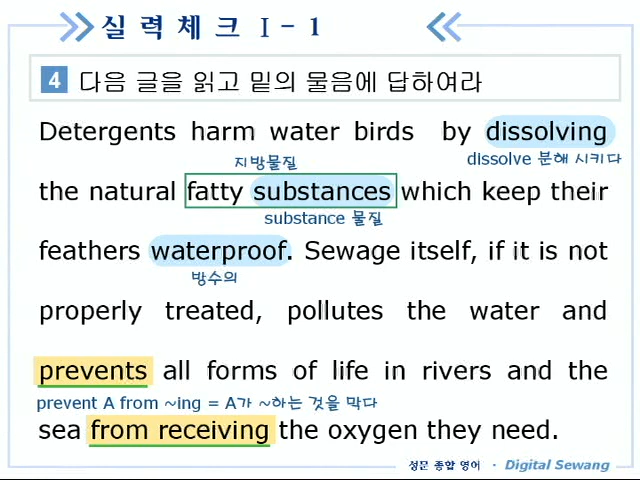 실력체크 I - 1
4 다음 글을 읽고 밑의 물음에 답하여라
Detergents harm water birds by dissolving
지방물질 dissolve 분해 시키다
the natural fatty substances which keep their
substance 물질
feathers waterproof. Sewage itself, if it is not
방수의
properly treated, pollutes the water and
prevents all forms of life in rivers and the
prevent A from ~ing = A가 ~하는 것을 막다
sea from receiving the oxygen they need.
정문 종합 영어 · Digital Sewang